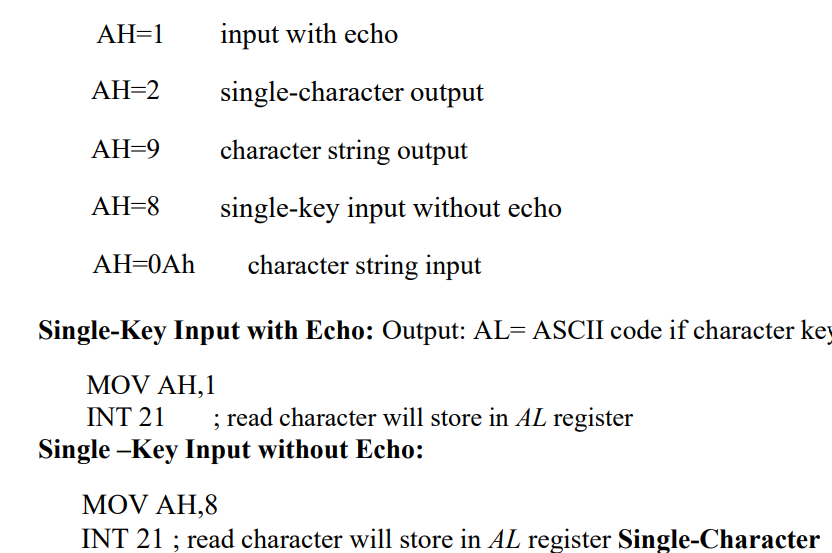 AH=1 input with echo
AH=2 single-character output
AH=9 character string output
AH=8 single-key input without echo
AH=0Ah character string input
Single-Key Input with Echo: Output: AL= ASCII code if character key
MOV AH,1
INT 21 ; read character will store in AL register
Single –Key Input without Echo:
MOV AH,8
INT 21 ; read character will store in AL register Single-Character